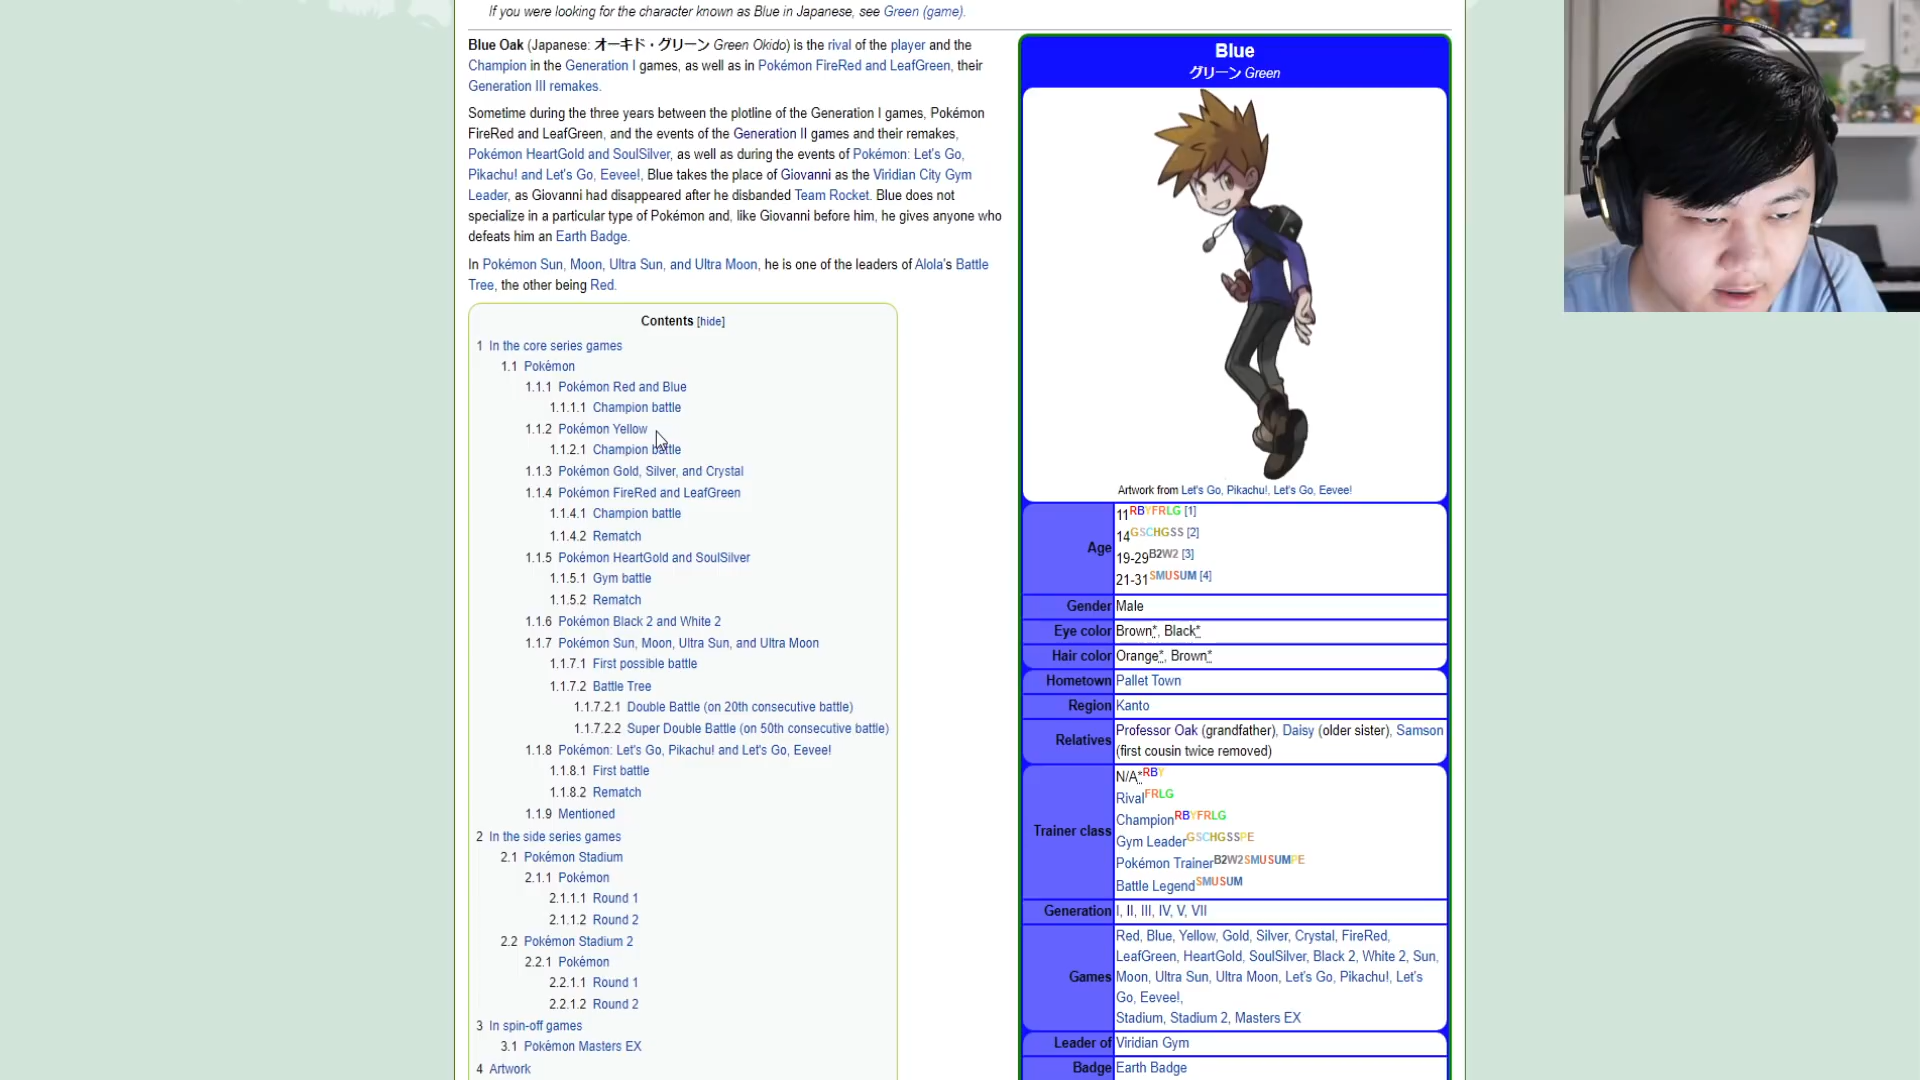 If you were looking for the character known as Blue in Japanese, see Green (game).
Blue Oak (Japanese: オーキド・グリーン Green Okido) is the rival of the player and the
Champion in the Generation I games, as well as in Pokémon FireRed and LeafGreen, their
Generation III remakes.
Sometime during the three years between the plotline of the Generation I games, Pokémon
FireRed and LeafGreen, and the events of the Generation II games and their remakes,
Pokémon HeartGold and SoulSilver, as well as during the events of Pokémon: Let's Go,
Pikachu! and Let's Go, Eevee!, Blue takes the place of Giovanni as the Viridian City Gym
Leader, as Giovanni had disappeared after he disbanded Team Rocket. Blue does not
specialize in a particular type of Pokémon and, like Giovanni before him, he gives anyone who
defeats him an Earth Badge.
In Pokémon Sun, Moon, Ultra Sun, and Ultra Moon, he is one of the leaders of Alola's Battle
Tree, the other being Red.
Contents [hide]
1 In the core series games
1.1 Pokémon
1.1.1 Pokémon Red and Blue
1.1.1.1 Champion battle
1.1.2 Pokémon Yellow
1.1.2.1 Champion battle
1.1.3 Pokémon Gold, Silver, and Crystal
1.1.4 Pokémon FireRed and LeafGreen
1.1.4.1 Champion battle
1.1.4.2 Rematch
1.1.5 Pokémon HeartGold and SoulSilver
1.1.5.1 Gym battle
1.1.5.2 Rematch
1.1.6 Pokémon Black 2 and White 2
1.1.7 Pokémon Sun, Moon, Ultra Sun, and Ultra Moon
1.1.7.1 First possible battle
1.1.7.2 Battle Tree
1.1.7.2.1 Double Battle (on 20th consecutive battle)
1.1.7.2.2 Super Double Battle (on 50th consecutive battle)
1.1.8 Pokémon: Let's Go, Pikachu! and Let's Go, Eevee!
1.1.8.1 First battle
1.1.8.2 Rematch
1.1.9 Mentioned
2 In the side series games
2.1 Pokémon Stadium
2.1.1 Pokémon
2.1.1.1 Round 1
2.1.1.2 Round 2
2.2 Pokémon Stadium 2
2.2.1 Pokémon
2.2.1.1 Round 1
2.2.1.2 Round 2
3 In spin-off games
3.1 Pokémon Masters EX
4 Artwork
Blue
グリーン Green
Artwork from Let's Go, Pikachu!, Let's Go, Eevee!
Age
11RBYFRLG [1]
14GSCHGSS [2]
19-29B2W2 [3]
21-31SMUSUM [4]
Gender Male
Eye color Brown*, Black*
Hair color Orange*, Brown*
Hometown Pallet Town
Region Kanto
Relatives Professor Oak (grandfather), Daisy (older sister), Samson
(first cousin twice removed)
Trainer class
N/A*RBY
RivalFRLG
ChampionRBYFRLG
Gym LeaderGSCHGSSPE
Pokémon TrainerB2W2SMUSUMPE
Battle LegendSMUSUM
Generation I, II, III, IV, V, VII
Games
Red, Blue, Yellow, Gold, Silver, Crystal, FireRed,
LeafGreen, HeartGold, SoulSilver, Black 2, White 2, Sun,
Moon, Ultra Sun, Ultra Moon, Let's Go, Pikachu!, Let's
Go, Eevee!,
Stadium, Stadium 2, Masters EX
Leader of Viridian Gym
Badge Earth Badge